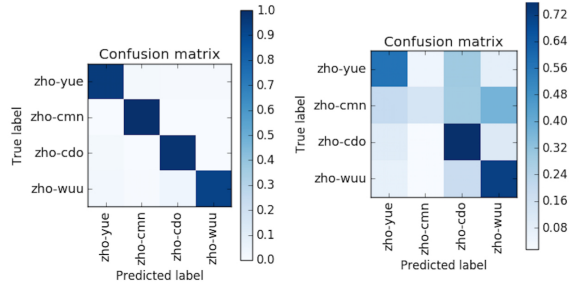 Confusion matrix
True label
zho-yue
zho-cmn
zho-cdo
zho-wuu
zho-yue
zho-cmn
zho-cdo
zho-wuu
Predicted label
1.0
0.9
0.8
0.7
0.6
0.5
0.4
0.3
0.2
0.1
0.0
Confusion matrix
True label
zho-yue
zho-cmn
zho-cdo
zho-wuu
zho-yue
zho-cmn
zho-cdo
zho-wuu
Predicted label
0.72
0.64
0.56
0.48
0.40
0.32
0.24
0.16
0.08